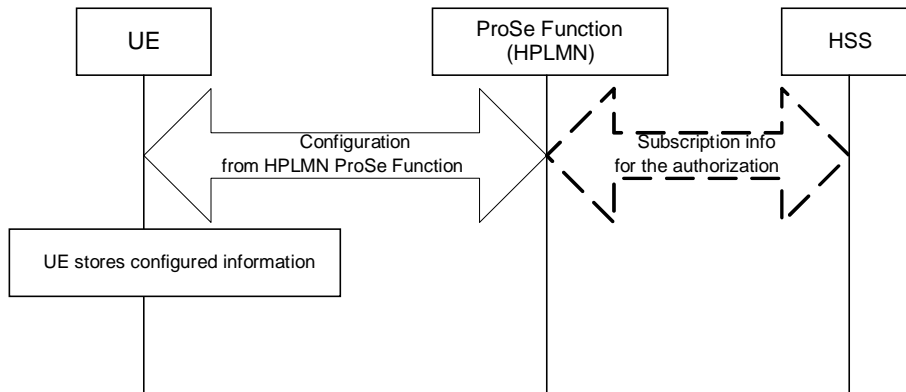 UE
ProSe Function
(HPLMN)
HSS
Configuration
from HPLMN ProSe Function
Subscription info
for the authorization
UE stores configured information